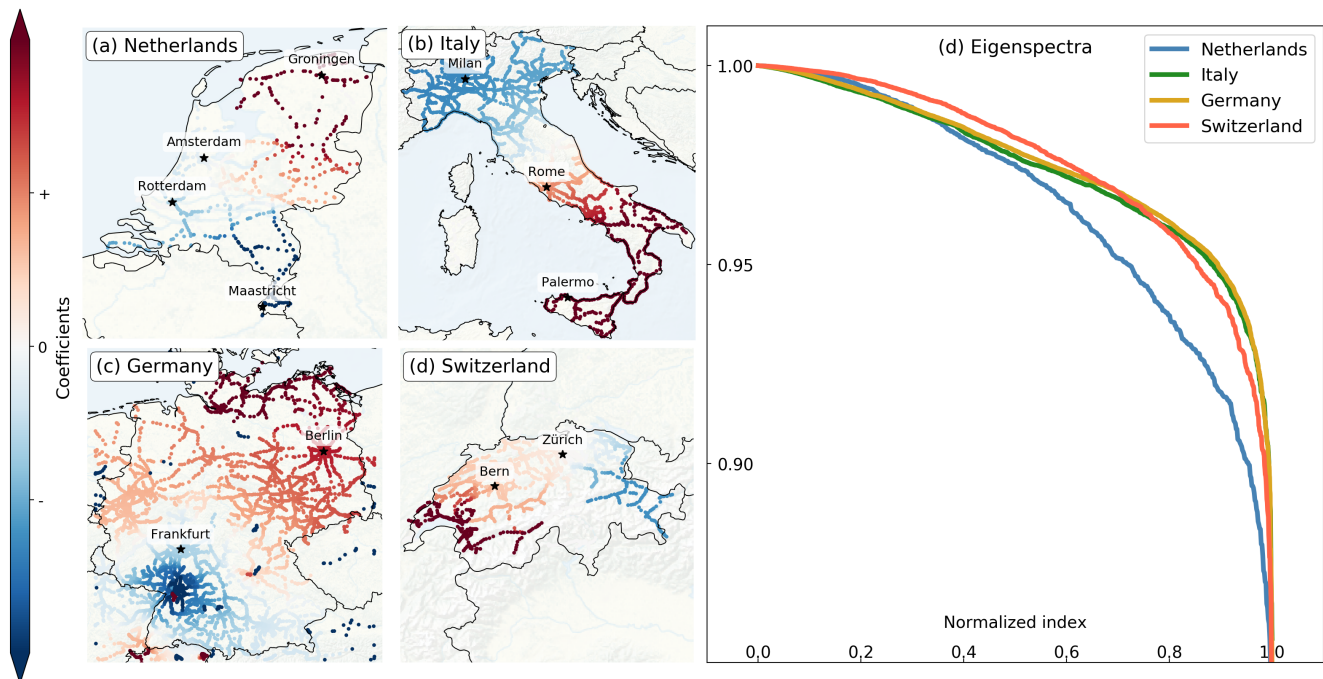 (a) Netherlands
Groningen
Amsterdam
Rotterdam
Maastricht
(b) Italy
Milan
Rome
Palermo
+
0
-
Coefficients
(c) Germany
Berlin
Frankfurt
(d) Switzerland
Zürich
Bern
(d) Eigenspectra
Netherlands
Italy
Germany
Switzerland
1.00
0.95
0.90
Normalized index
0,0
0,2
0,4
0,6
0,8
1,0